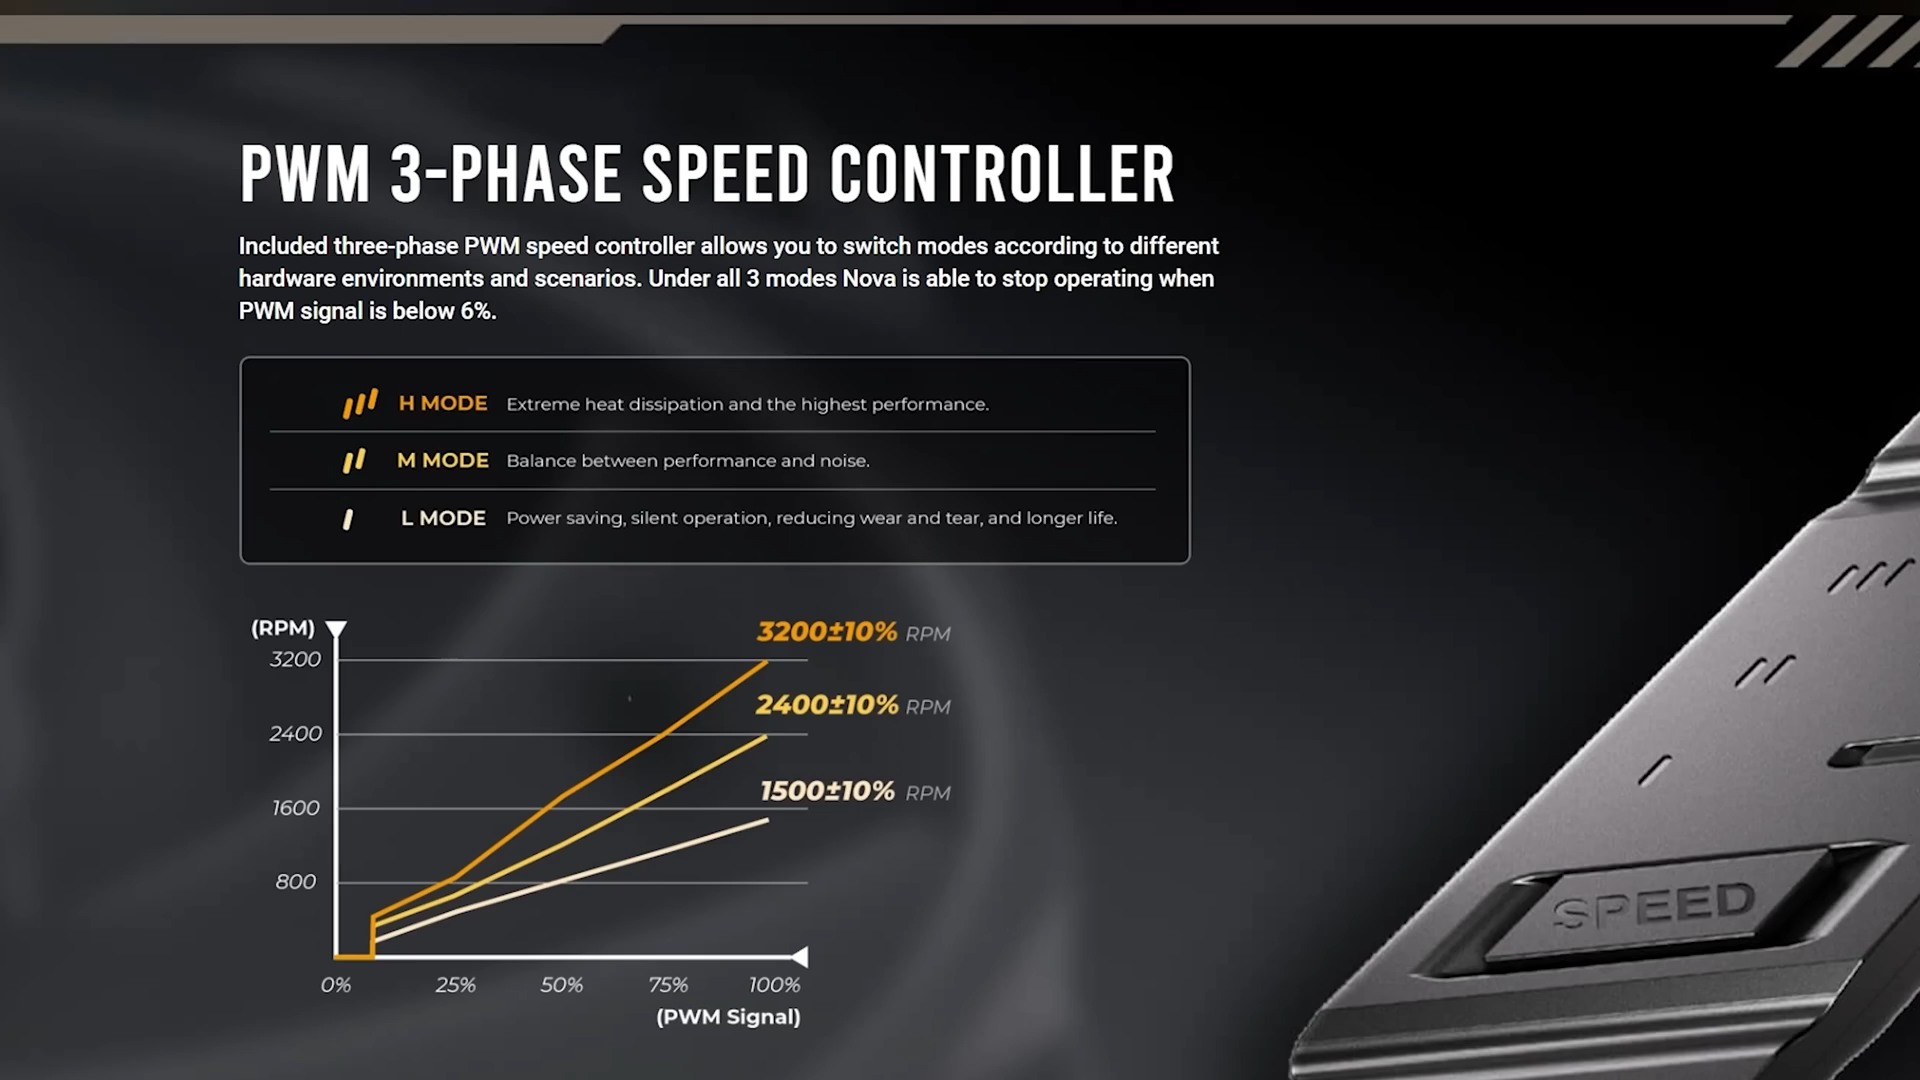 PWM 3-PHASE SPEED CONTROLLER
Included three-phase PWM speed controller allows you to switch modes according to different
hardware environments and scenarios. Under all 3 modes Nova is able to stop operating when
PWM signal is below 6%.
H MODE Extreme heat dissipation and the highest performance.
M MODE Balance between performance and noise.
L MODE Power saving, silent operation, reducing wear and tear, and longer life.
(RPM)
3200±10% RPM
3200
2400±10% RPM
2400
1500±10% RPM
1600
800
0% 25% 50% 75% 100%
(PWM Signal)
SPEED